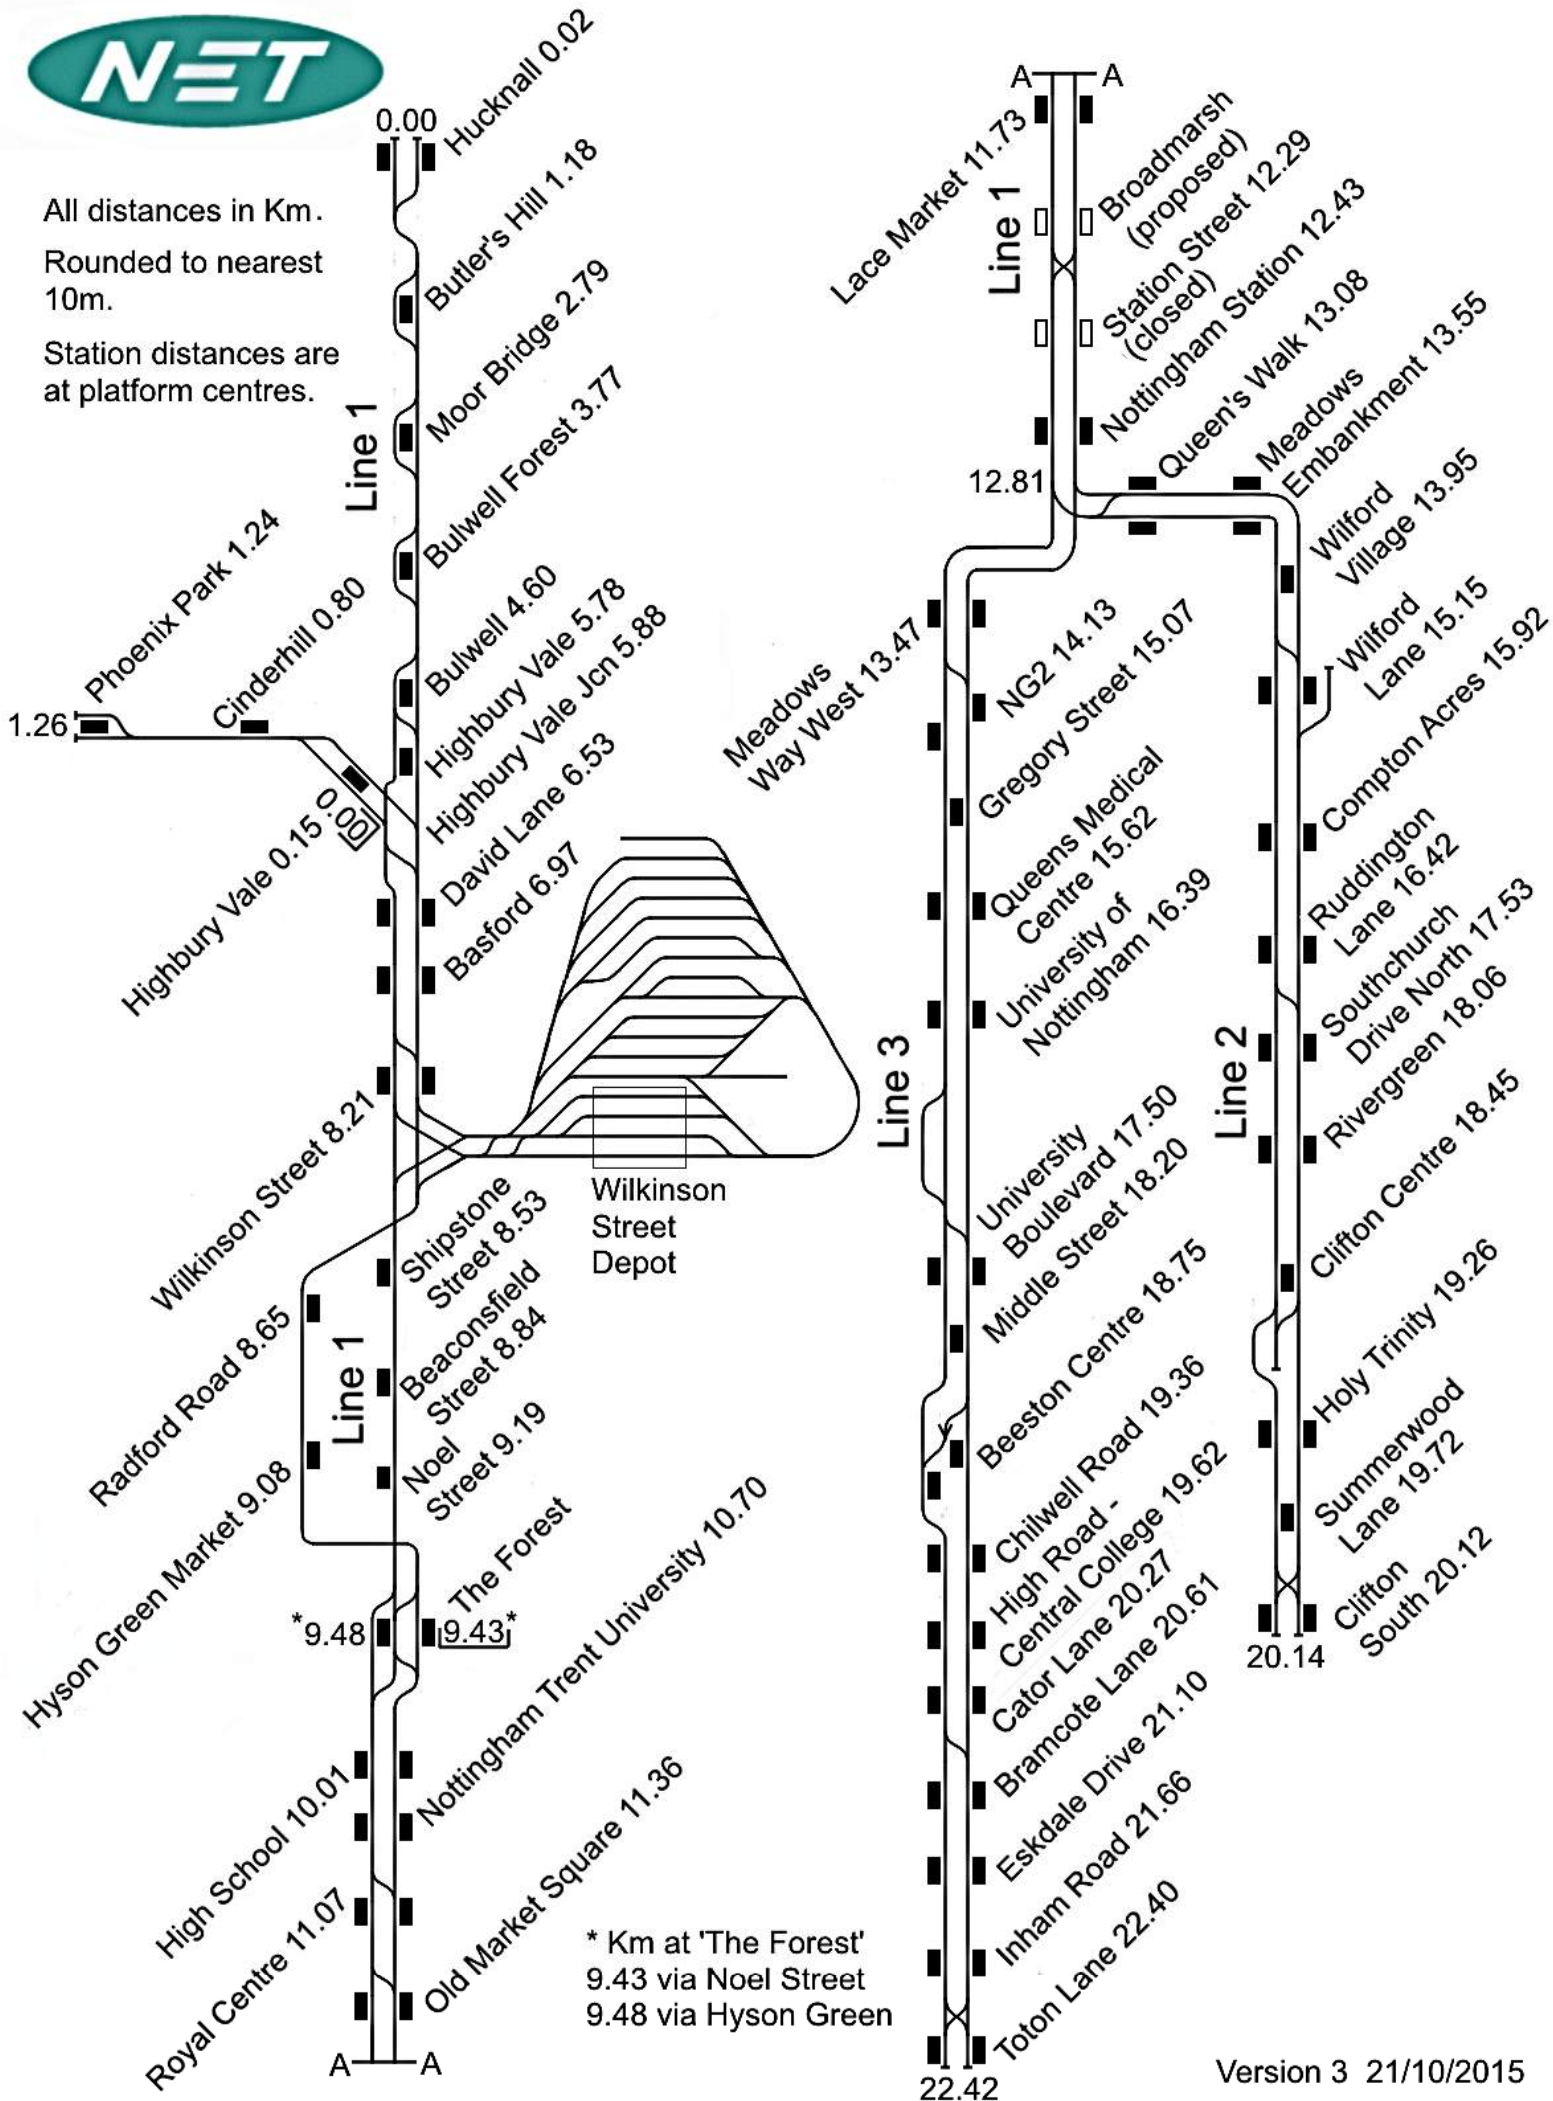 NET
0.00
Hucknall 0.02
All distances in Km.
Rounded to nearest
10m.
Station distances are
at platform centres.
Butler's Hill 1.18
Moor Bridge 2.79
Line 1
Bulwell Forest 3.77
Bulwell 4.60
Phoenix Park 1.24
1.26
Cinderhill 0.80
Highbury Vale 5.78
Highbury Vale Jcn 5.88
0.00
Highbury Vale 0.15
David Lane 6.53
Basford 6.97
Wilkinson Street 8.21
Wilkinson
Street
Depot
Shipstone
Street 8.53
Radford Road 8.65
Line 1
Beaconsfield
Street 8.84
Hyson Green Market 9.08
Noel
Street 9.19
The Forest
*9.48
9.43*
High School 10.01
Nottingham Trent University 10.70
Royal Centre 11.07
Old Market Square 11.36
A A
* Km at 'The Forest'
9.43 via Noel Street
9.48 via Hyson Green
A A
Lace Market 11.73
Line 1
Broadmarsh
(proposed)
Station Street 12.29
(closed)
Nottingham Station 12.43
12.81
Queen's Walk 13.08
Meadows
Embankment 13.55
Wilford
Village 13.95
Wilford
Lane 15.15
Compton Acres 15.92
Ruddington
Lane 16.42
Southchurch
Drive North 17.53
Line 2
Rivergreen 18.06
Clifton Centre 18.45
Holy Trinity 19.26
Summerwood
Lane 19.72
Clifton
South 20.12
20.14
Meadows
Way West 13.47
NG2 14.13
Gregory Street 15.07
Queens Medical
Centre 15.62
University of
Nottingham 16.39
Line 3
University
Boulevard 17.50
Middle Street 18.20
Beeston Centre 18.75
Chilwell Road 19.36
High Road -
Central College 19.62
Cator Lane 20.27
Bramcote Lane 20.61
Eskdale Drive 21.10
Inham Road 21.66
Toton Lane 22.40
22.42
Version 3 21/10/2015